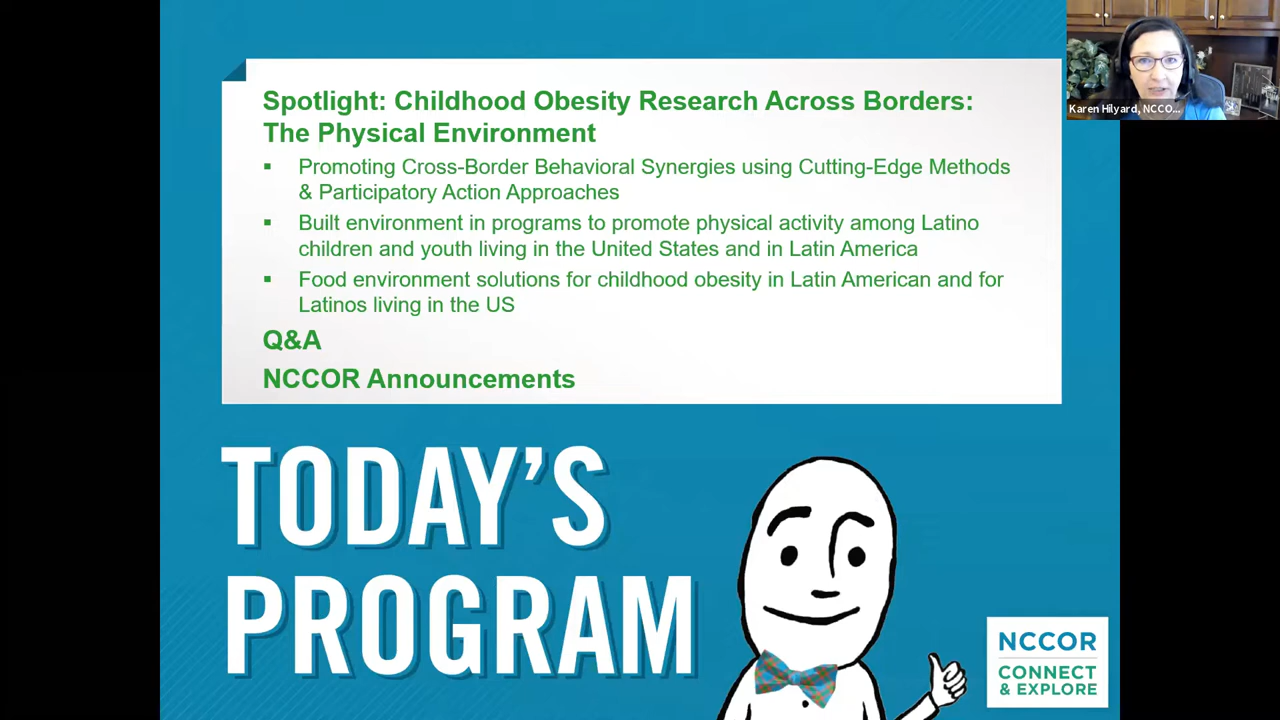 Spotlight: Childhood Obesity Research Across Borders:
The Physical Environment
▪ Promoting Cross-Border Behavioral Synergies using Cutting-Edge Methods
& Participatory Action Approaches
▪ Built environment in programs to promote physical activity among Latino
children and youth living in the United States and in Latin America
▪ Food environment solutions for childhood obesity in Latin American and for
Latinos living in the US
Q&A
NCCOR Announcements
TODAY'S
PROGRAM
NCCOR
CONNECT
& EXPLORE
Karen Hilyard, NCCO...